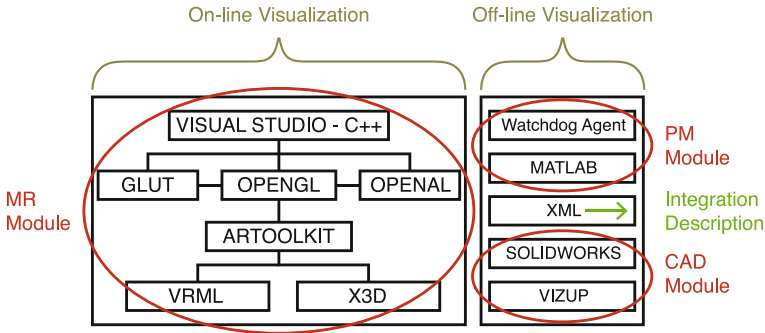 On-line Visualization
Off-line Visualization
VISUAL STUDIO - C++
GLUT
OPENGL
OPENAL
ARTOOLKIT
VRML
X3D
MR
Module
Watchdog Agent
MATLAB
XML
SOLIDWORKS
VIZUP
PM
Module
Integration
Description
CAD
Module